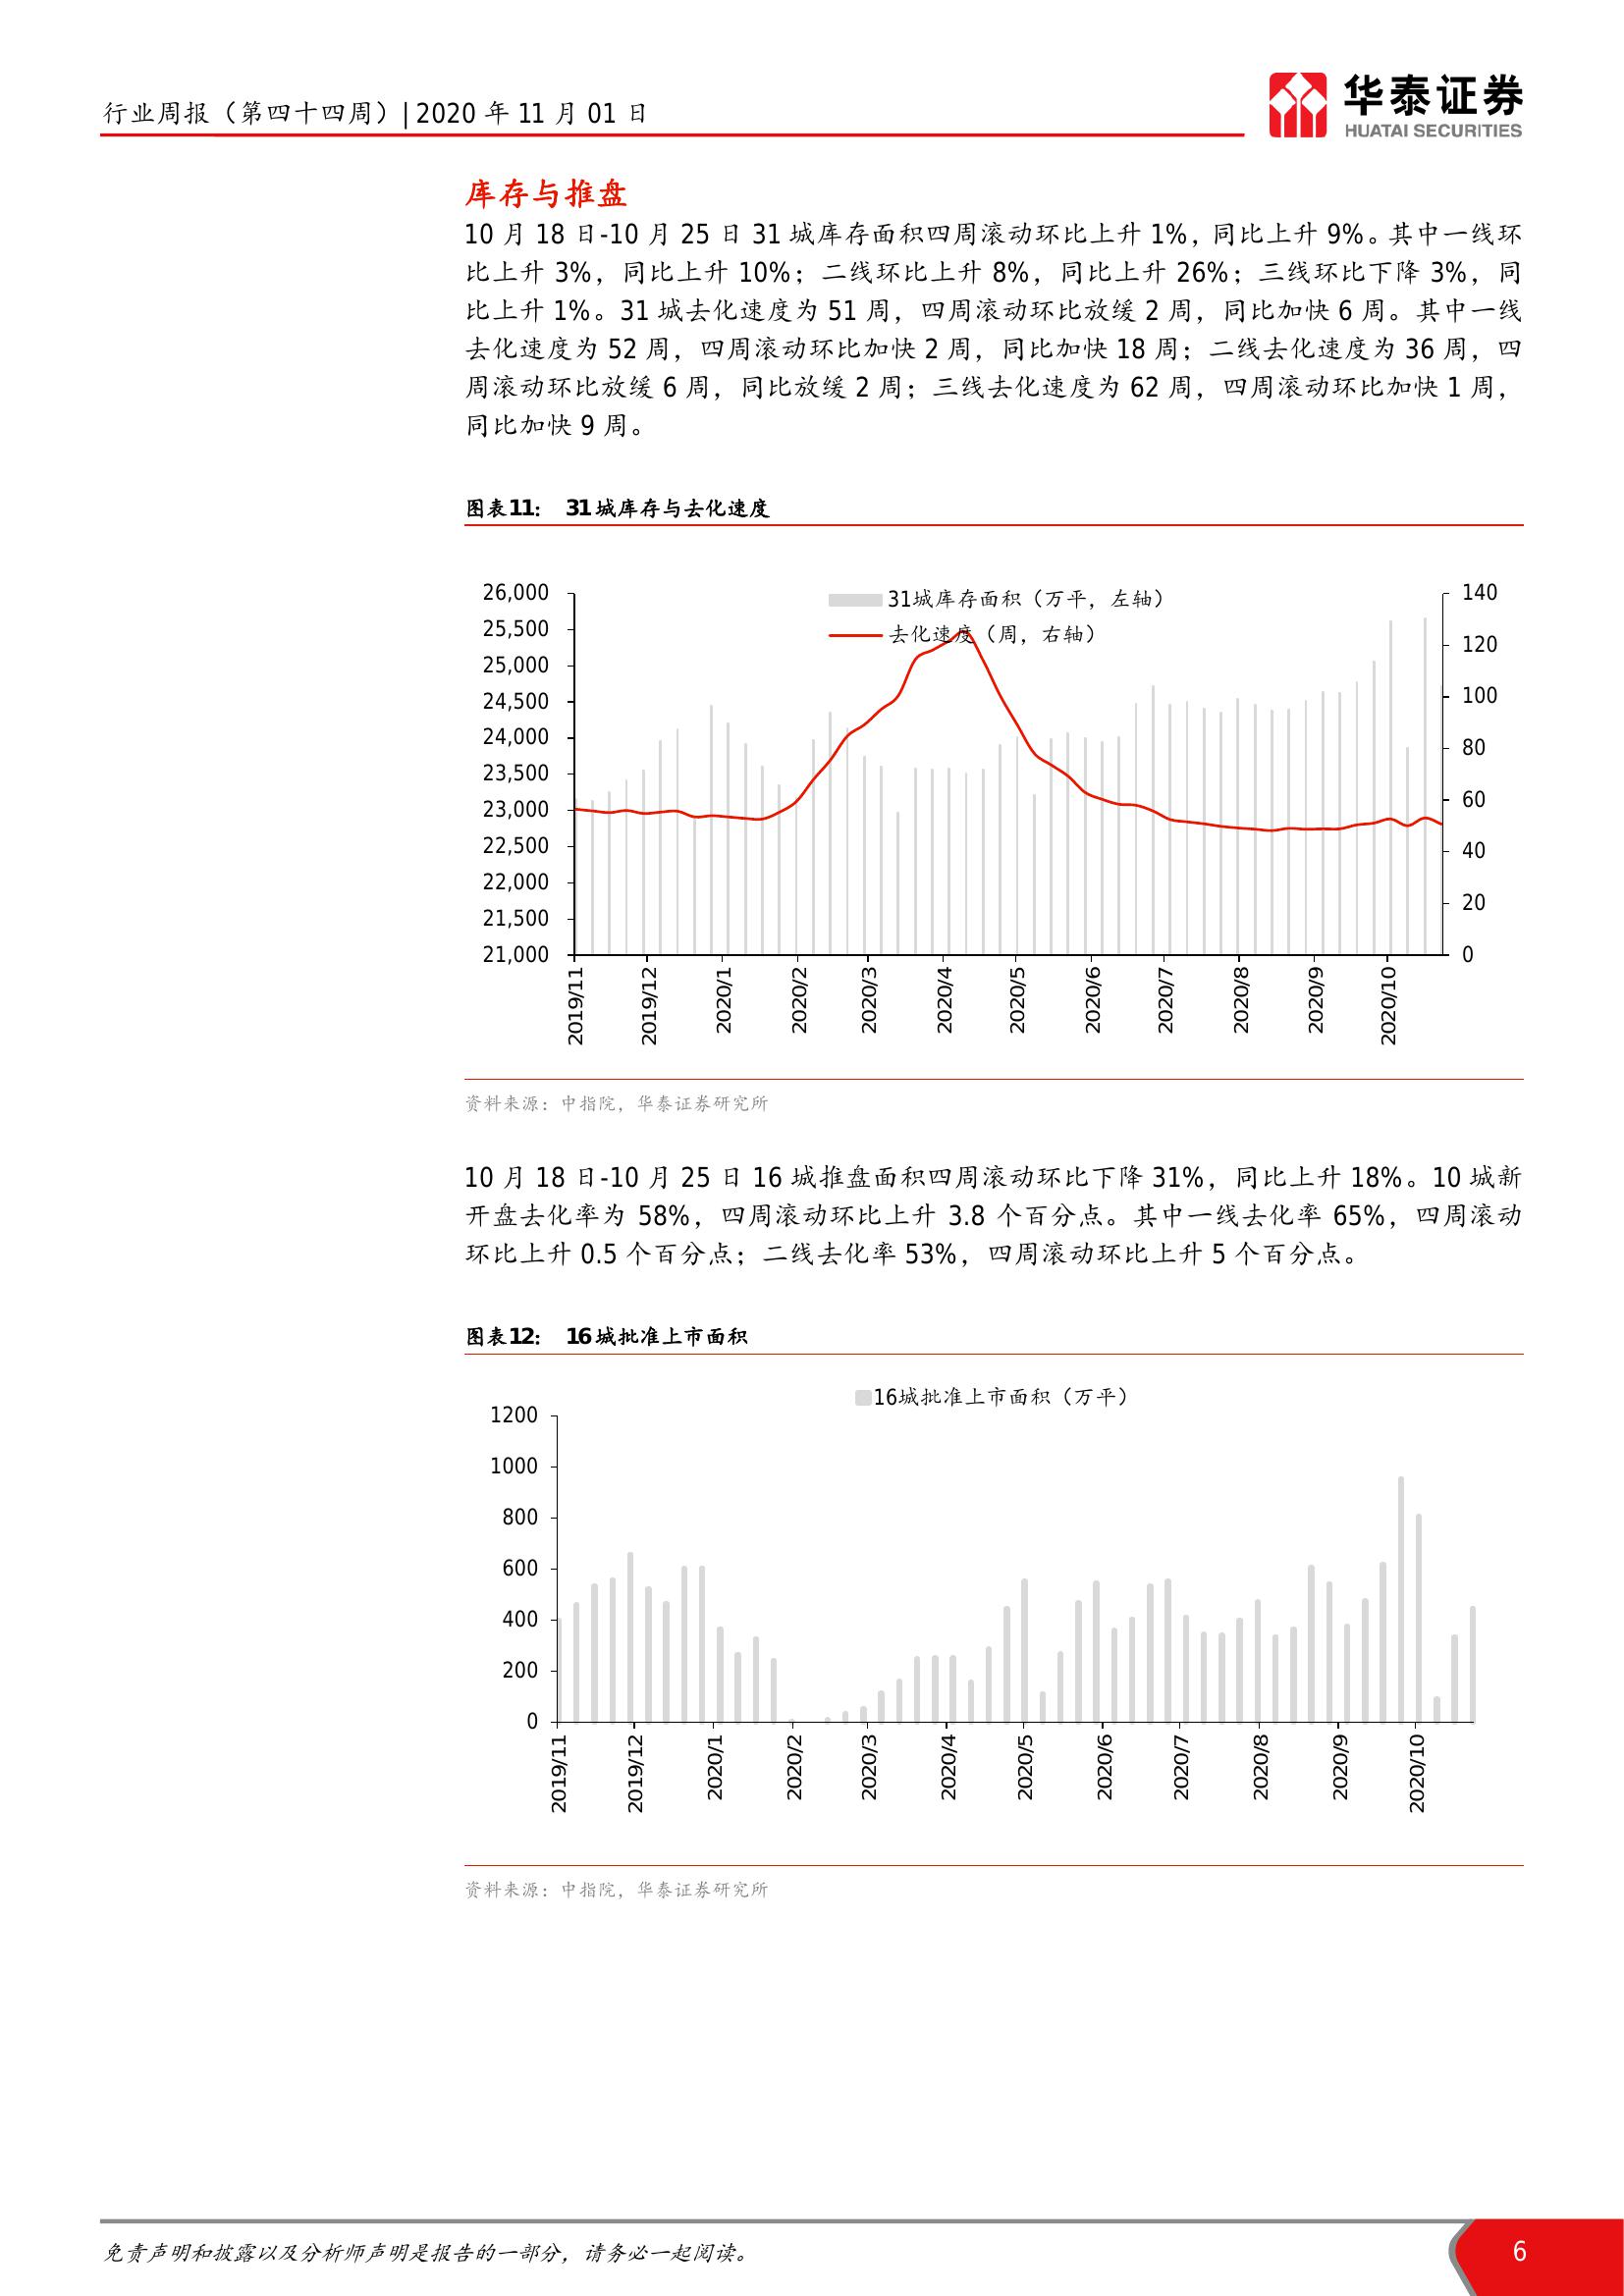 行业周报（第四十四周）|2020 年 11 月 01 日
华泰证券
HUATAI SECURITIES
库存与推盘
10 月 18 日-10 月 25 日 31 城库存面积四周滚动环比上升 1%，同比上升 9%。其中一线环
比上升 3%，同比上升 10%；二线环比上升 8%，同比上升 26%；三线环比下降 3%，同
比上升 1%。31 城去化速度为 51 周，四周滚动环比放缓 2 周，同比加快 6 周。其中一线
去化速度为 52 周，四周滚动环比加快 2 周，同比加快 18 周；二线去化速度为 36 周，四
周滚动环比放缓 6 周，同比放缓 2 周；三线去化速度为 62 周，四周滚动环比加快 1 周，
同比加快 9 周。
图表11： 31城库存与去化速度
31城库存面积（万平，左轴）
去化速度（周，右轴）
26,000
25,500
25,000
24,500
24,000
23,500
23,000
22,500
22,000
21,500
21,000
140
120
100
80
60
40
20
0
2019/11
2019/12
2020/1
2020/2
2020/3
2020/4
2020/5
2020/6
2020/7
2020/8
2020/9
2020/10
资料来源：中指院，华泰证券研究所
10 月 18 日-10 月 25 日 16 城推盘面积四周滚动环比下降 31%，同比上升 18%。10 城新
开盘去化率为 58%，四周滚动环比上升 3.8 个百分点。其中一线去化率 65%，四周滚动
环比上升 0.5 个百分点；二线去化率 53%，四周滚动环比上升 5 个百分点。
图表12： 16城批准上市面积
16城批准上市面积（万平）
1200
1000
800
600
400
200
0
2019/11
2019/12
2020/1
2020/2
2020/3
2020/4
2020/5
2020/6
2020/7
2020/8
2020/9
2020/10
资料来源：中指院，华泰证券研究所
免责声明和披露以及分析师声明是报告的一部分，请务必一起阅读。
6